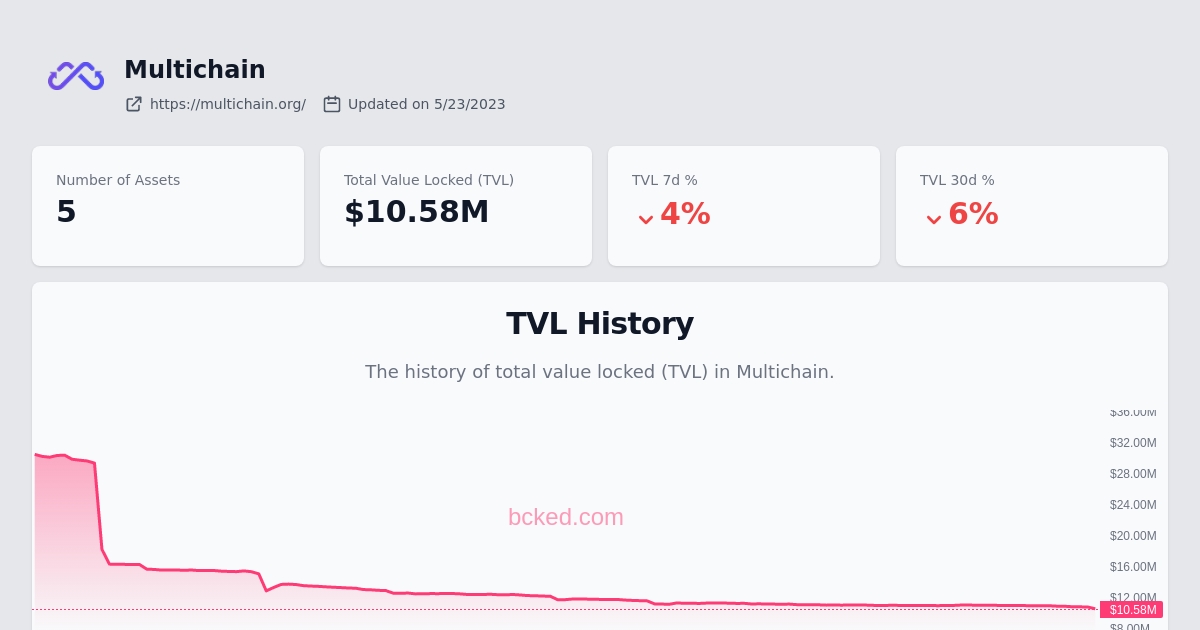 Multichain
https://multichain.org/ Updated on 5/23/2023
Number of Assets
5
Total Value Locked (TVL)
$10.58M
TVL 7d %
4%
TVL 30d %
6%
TVL History
The history of total value locked (TVL) in Multichain.
$36.00M
$32.00M
$28.00M
$24.00M
bcked.com
$20.00M
$16.00M
$12.00M
$10.58M
$8.00M